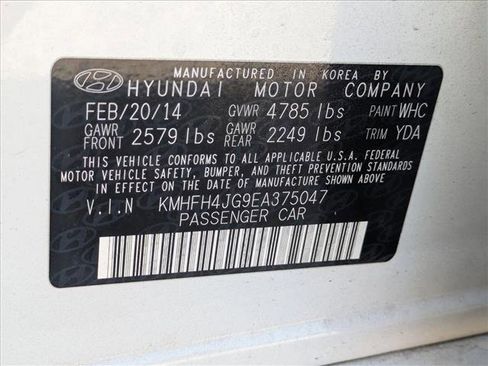 MANUFACTURED IN KOREA BY
HYUNDAI MOTOR COMPANY
FEB/20/14 GVWR 4785 lbs PAINT WHC
GAWR FRONT 2579 lbs GAWR REAR 2249 lbs TRIM YDA
THIS VEHICLE CONFORMS TO ALL APPLICABLE U.S.A. FEDERAL
MOTOR VEHICLE SAFETY, BUMPER, AND THEFT PREVENTION STANDARDS
IN EFFECT ON THE DATE OF MANUFACTURE SHOWN ABOVE.
V.I.N KMHFH4JG9EA375047
PASSENGER CAR